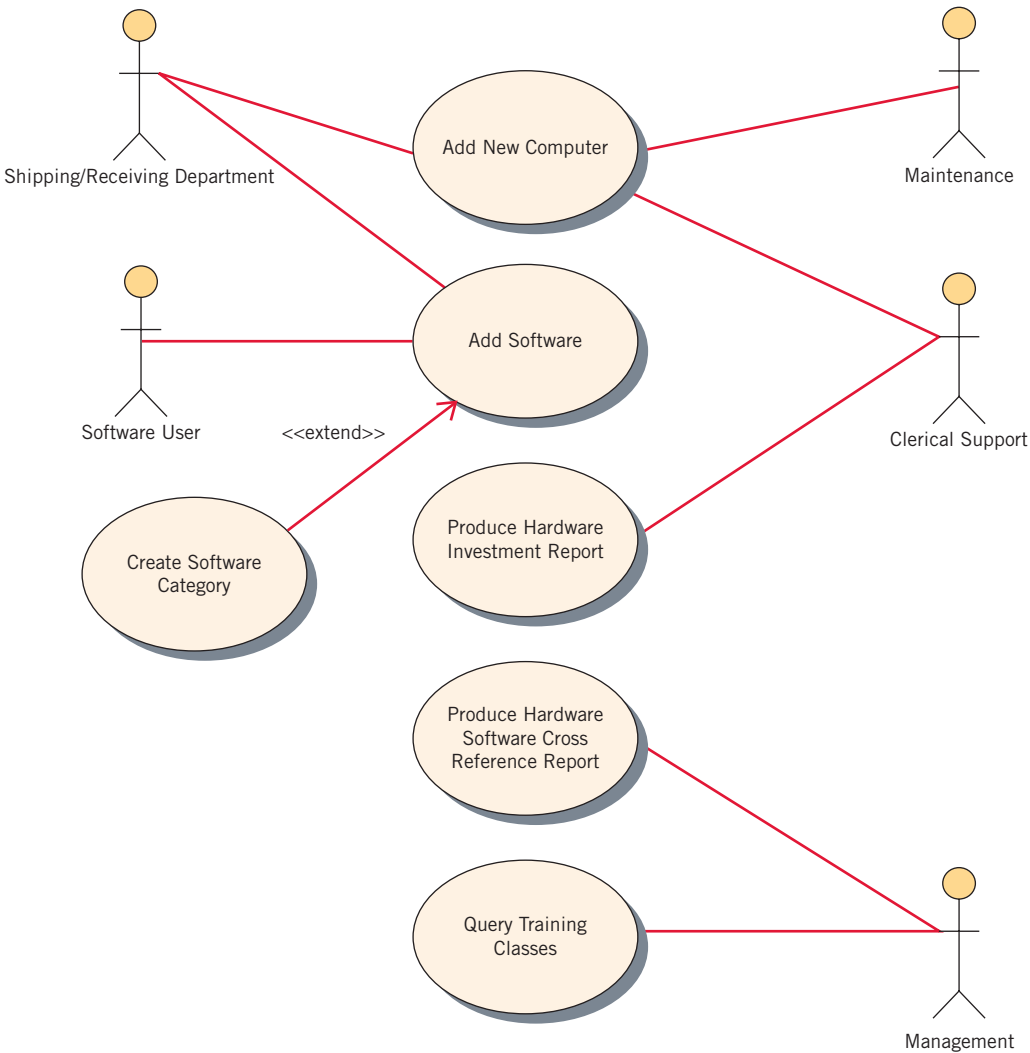 Add New Computer
Shipping/Receiving Department
Maintenance
Add Software
Software User
<<extend>>
Clerical Support
Produce Hardware
Investment Report
Create Software
Category
Produce Hardware
Software Cross
Reference Report
Query Training
Classes
Management